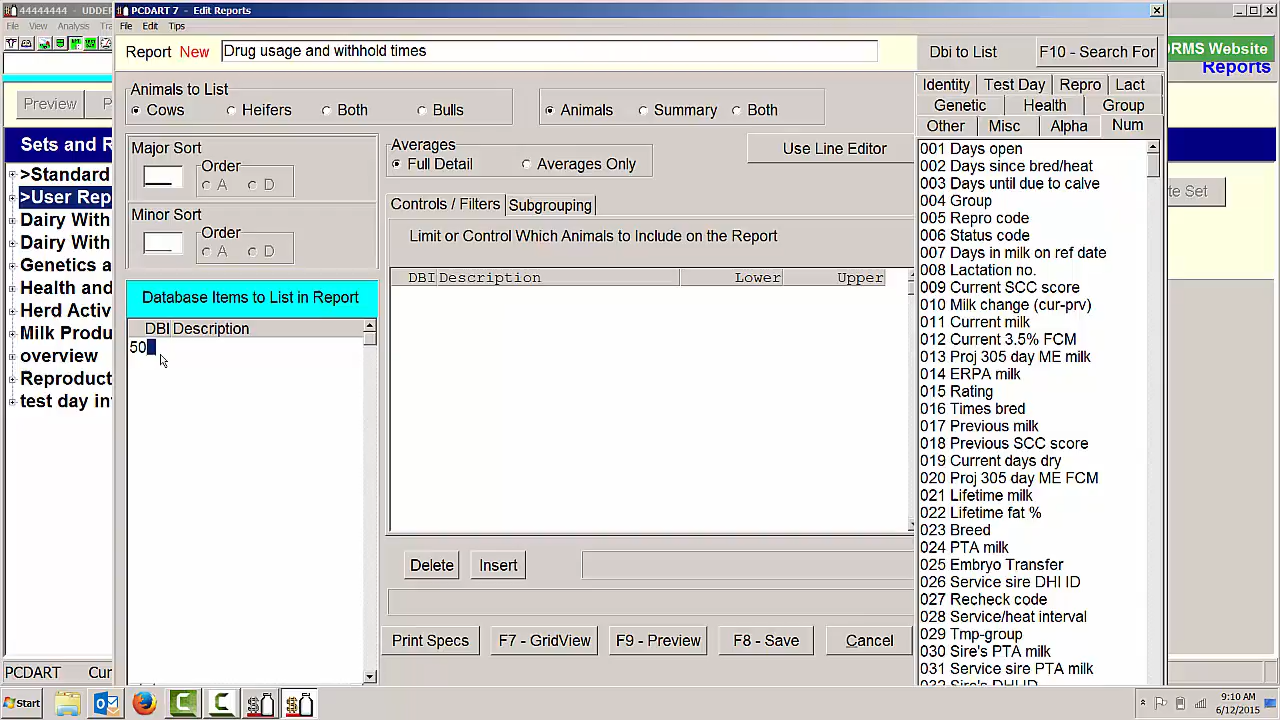 44444444 : UDDER
PCDART 7 - Edit Reports
File View Analysis
File Edit Tips
Report New Drug usage and withhold times
Dbi to List F10 - Search For
RMS Website
Reports
Preview
Animals to List
Cows Heifers Both Bulls
Animals Summary Both
Identity Test Day Repro Lact
Genetic Health Group
Other Misc Alpha Num
Sets and R
>Standard
>User Rep
Dairy With
Dairy With
Genetics a
Health and
Herd Activ
Milk Produ
overview
Reproduct
test day in
Major Sort
Order
A D
Minor Sort
Order
A D
Averages
Full Detail Averages Only
Use Line Editor
Controls / Filters Subgrouping
Limit or Control Which Animals to Include on the Report
DBI Description Lower Upper
Database Items to List in Report
DBI Description
50
001 Days open
002 Days since bred/heat
003 Days until due to calve
004 Group
005 Repro code
006 Status code
007 Days in milk on ref date
008 Lactation no.
009 Current SCC score
010 Milk change (cur-prv)
011 Current milk
012 Current 3.5% FCM
013 Proj 305 day ME milk
014 ERPA milk
015 Rating
016 Times bred
017 Previous milk
018 Previous SCC score
019 Current days dry
020 Proj 305 day ME FCM
021 Lifetime milk
022 Lifetime fat %
023 Breed
024 PTA milk
025 Embryo Transfer
026 Service sire DHI ID
027 Recheck code
028 Service/heat interval
029 Tmp-group
030 Sire's PTA milk
031 Service sire PTA milk
032 Sire's DHI ID
te Set
Delete Insert
Print Specs F7 - GridView F9 - Preview F8 - Save Cancel
PCDART Cur
Start
9:10 AM
6/12/2015